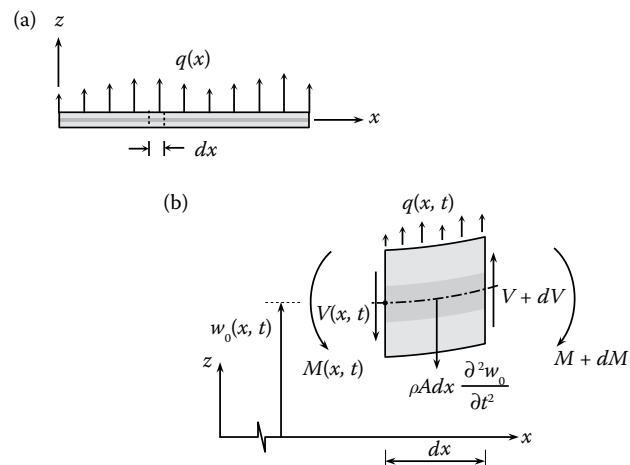 (a)
z
q(x)
x
dx
(b)
q(x, t)
V(x, t)
V + dV
w₀(x, t)
z
M(x, t)
ρAdx ∂²w₀/∂t²
M + dM
dx
x